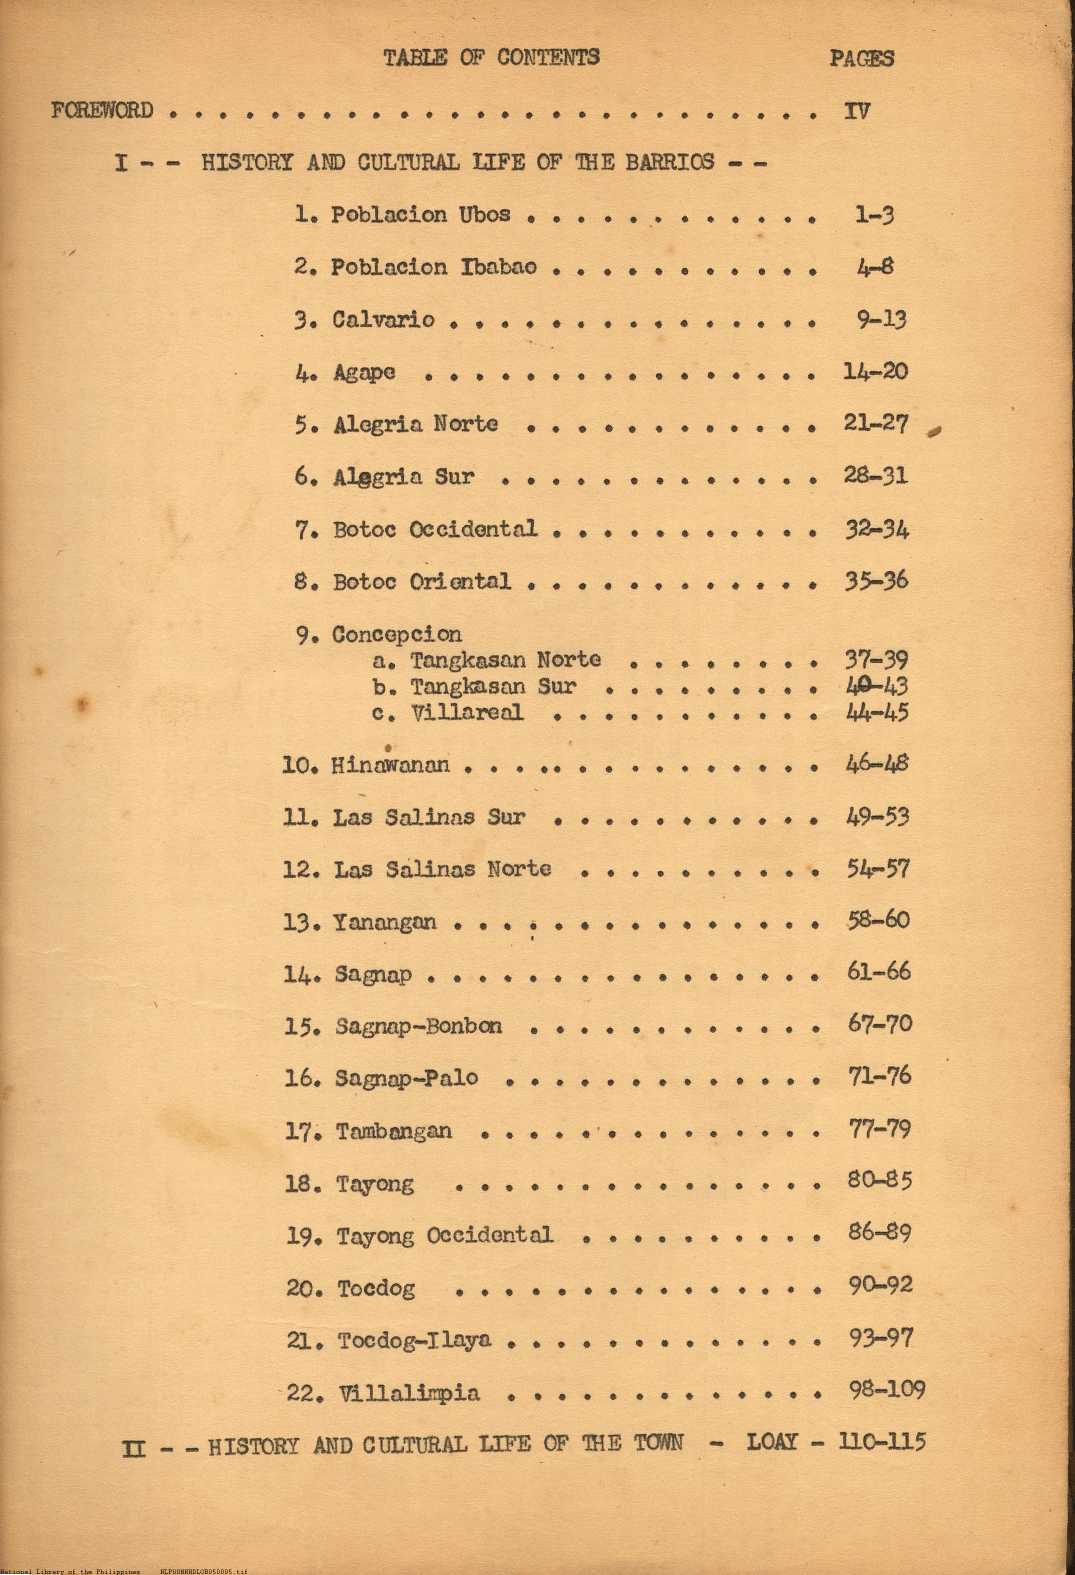 TABLE OF CONTENTS PAGES
FOREWORD . . . . . . . . . . . . . . . . . . . . . . . . . . IV
I - - HISTORY AND CULTURAL LIFE OF THE BARRIOS - -
1. Poblacion Ubos . . . . . . . . . . . . 1-3
2. Poblacion Ibabao . . . . . . . . . . . 4-8
3. Calvario . . . . . . . . . . . . . . . 9-13
4. Agape . . . . . . . . . . . . . . . . 14-20
5. Alegria Norte . . . . . . . . . . . . 21-27
6. Alegria Sur . . . . . . . . . . . . . 28-31
7. Botoc Occidental . . . . . . . . . . . 32-34
8. Botoc Oriental . . . . . . . . . . . . 35-36
9. Concepcion
a. Tangkasan Norte . . . . . . . . 37-39
b. Tangkasan Sur . . . . . . . . . 40-43
c. Villareal . . . . . . . . . . . 44-45
10. Hinawanan . . . . .. . . . . . . . . . . 46-48
11. Las Salinas Sur . . . . . . . . . . . 49-53
12. Las Salinas Norte . . . . . . . . . . 54-57
13. Yanangan . . . . . . . . . . . . . . . 58-60
14. Sagnap . . . . . . . . . . . . . . . . 61-66
15. Sagnap-Bonbon . . . . . . . . . . . . 67-70
16. Sagnap-Palo . . . . . . . . . . . . . 71-76
17. Tambangan . . . . . . . . . . . . . . 77-79
18. Tayong . . . . . . . . . . . . . . . 80-85
19. Tayong Occidental . . . . . . . . . . 86-89
20. Tocdog . . . . . . . . . . . . . . . 90-92
21. Tocdog-Ilaya . . . . . . . . . . . . . 93-97
22. Villalimpia . . . . . . . . . . . . . 98-109
II - - HISTORY AND CULTURAL LIFE OF THE TOWN - LOAY - 110-115
National Library of the Philippines NLPDDNHHDLOB050005.tif